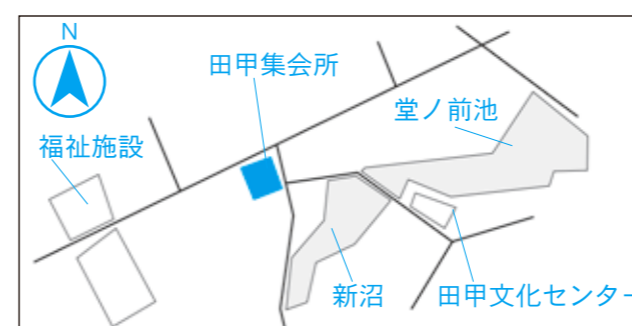 N
田甲集会所
堂ノ前池
福祉施設
新沼
田甲文化センター